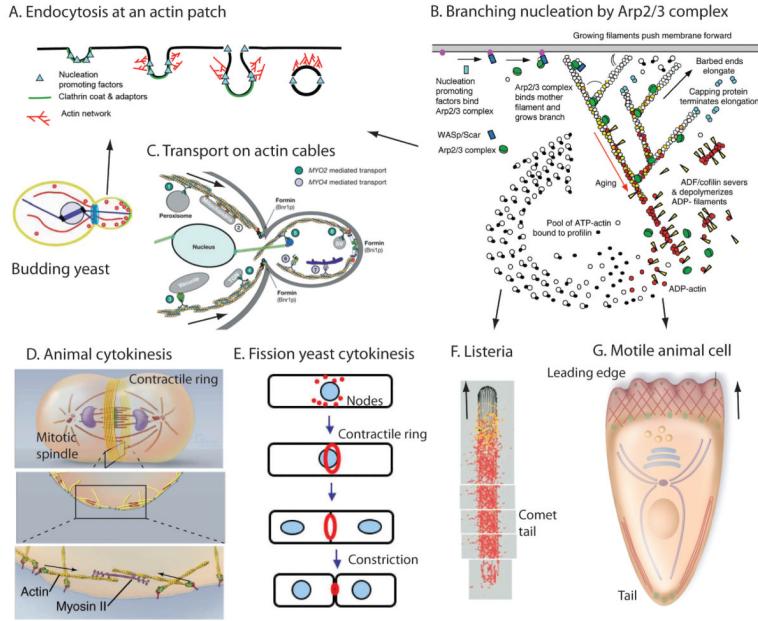 A. Endocytosis at an actin patch
Nucleation
promoting factors
Clathrin coat & adaptors
Actin network
B. Branching nucleation by Arp2/3 complex
Growing filaments push membrane forward
Nucleation
promoting
factors bind
Arp2/3 complex
Arp2/3 complex
binds mother
filament and
grows branch
Barbed ends
elongate
Capping protein
terminates elongation
WASp/Scar
Arp2/3 complex
Aging
ADF/cofilin severs
& depolymerizes
ADP- filaments
Pool of ATP-actin
bound to profilin
ADP-actin
C. Transport on actin cables
MYO2 mediated transport
MYO4 mediated transport
Formin
(Bnr1p)
Peroxisome
Nucleus
Formin
(Bni1p)
Formin
(Bnr1p)
Budding yeast
D. Animal cytokinesis
Contractile ring
Mitotic
spindle
Actin
Myosin II
E. Fission yeast cytokinesis
Nodes
Contractile ring
Constriction
F. Listeria
Comet
tail
G. Motile animal cell
Leading edge
Tail